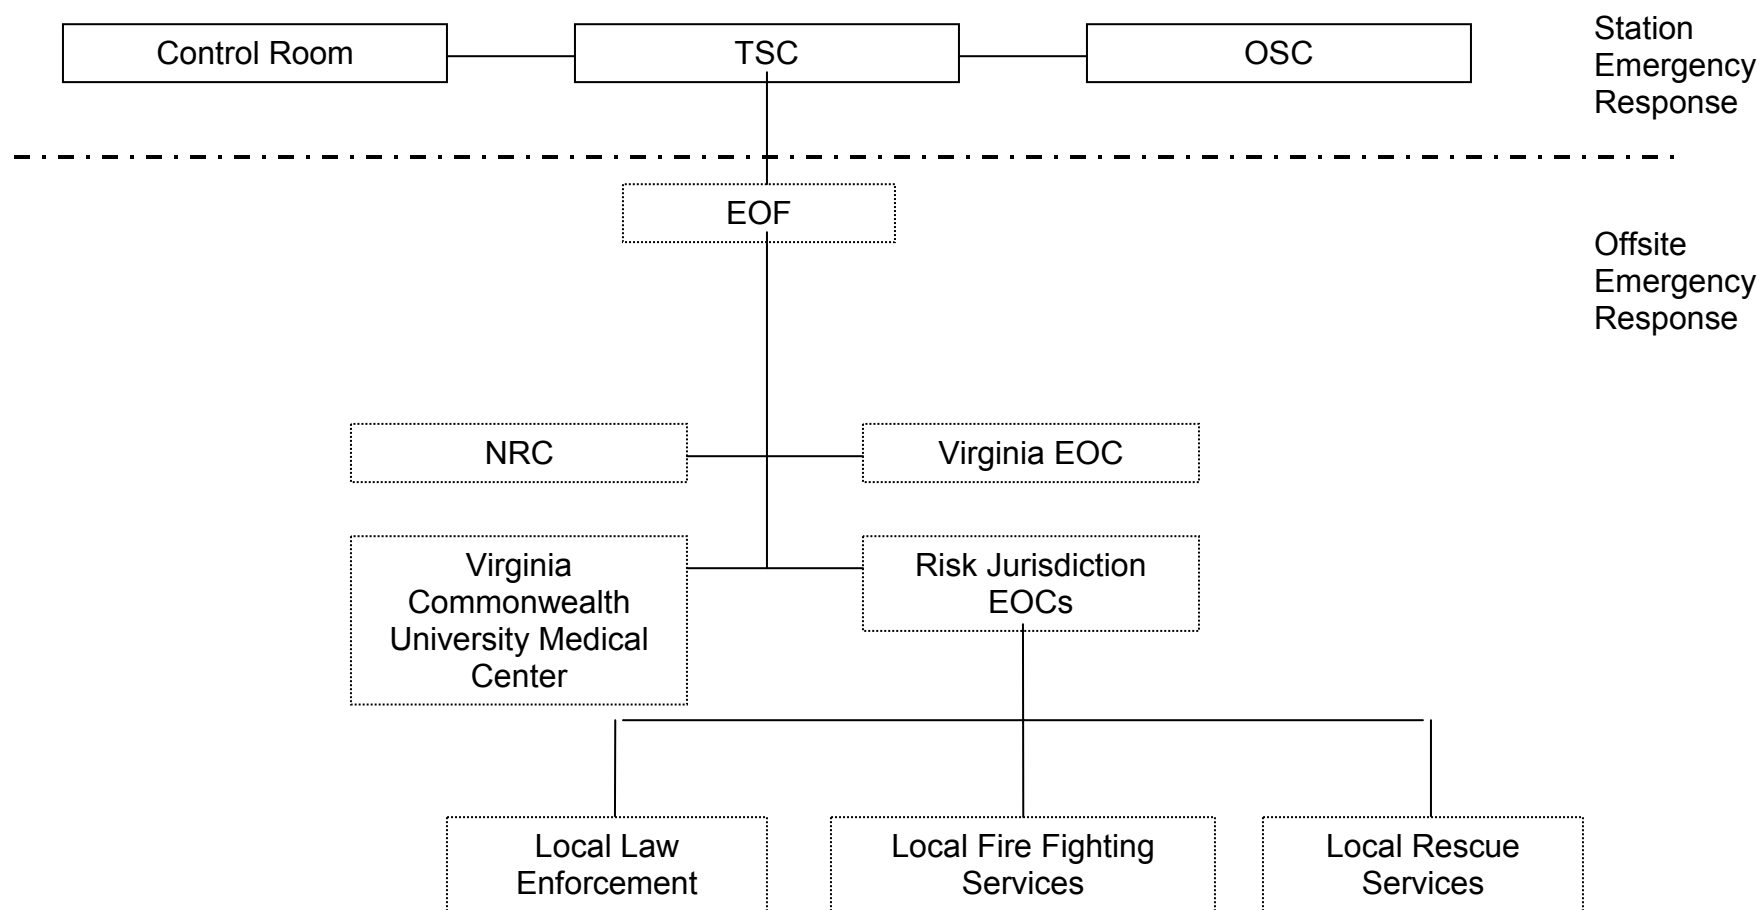 Control Room
TSC
OSC
Station
Emergency
Response
EOF
Offsite
Emergency
Response
NRC
Virginia EOC
Virginia
Commonwealth
University Medical
Center
Risk Jurisdiction
EOCs
Local Law
Enforcement
Local Fire Fighting
Services
Local Rescue
Services